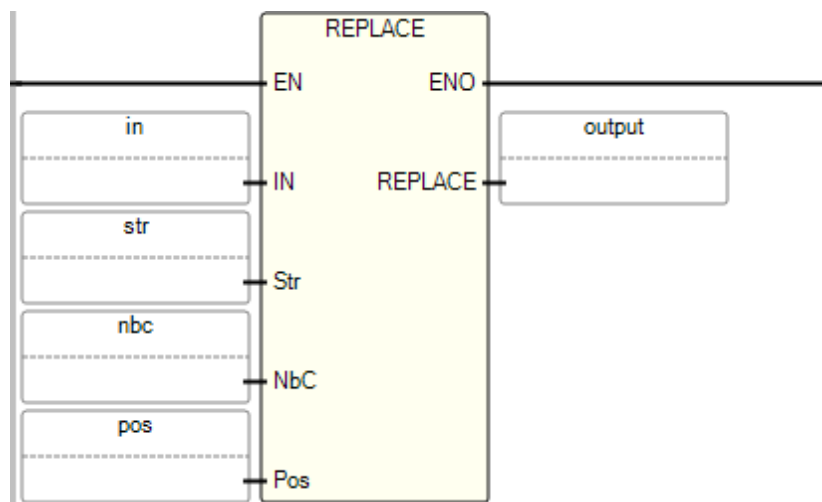 REPLACE
EN ENO
in output
IN REPLACE
str
Str
nbc
NbC
pos
Pos